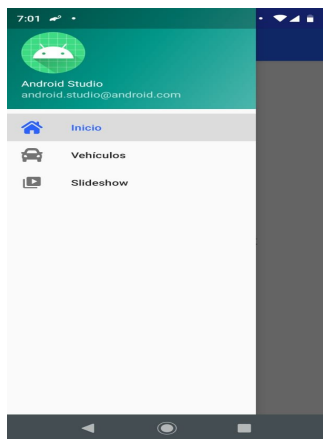 7:01
Android Studio
android.studio@android.com
Inicio
Vehículos
Slideshow